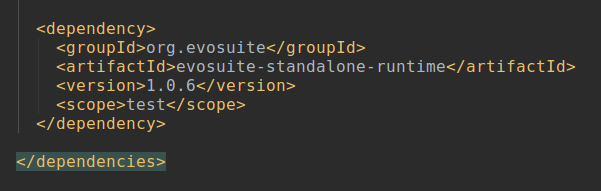 <dependency>
<groupId>org.evosuite</groupId>
<artifactId>evosuite-standalone-runtime</artifactId>
<version>1.0.6</version>
<scope>test</scope>
</dependency>
</dependencies>